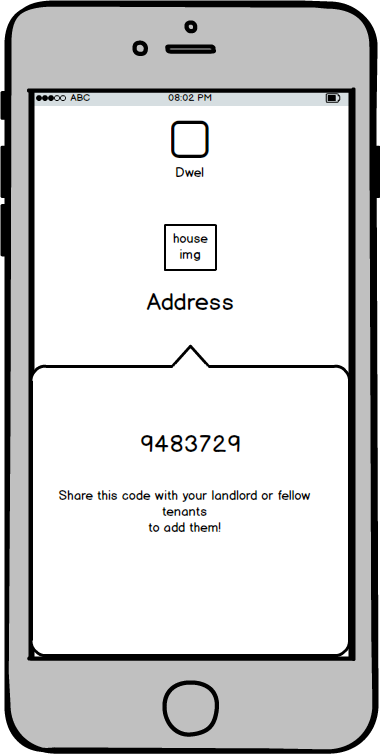 ABC 08:02 PM
Dwel
house
img
Address
9483729
Share this code with your landlord or fellow
tenants
to add them!